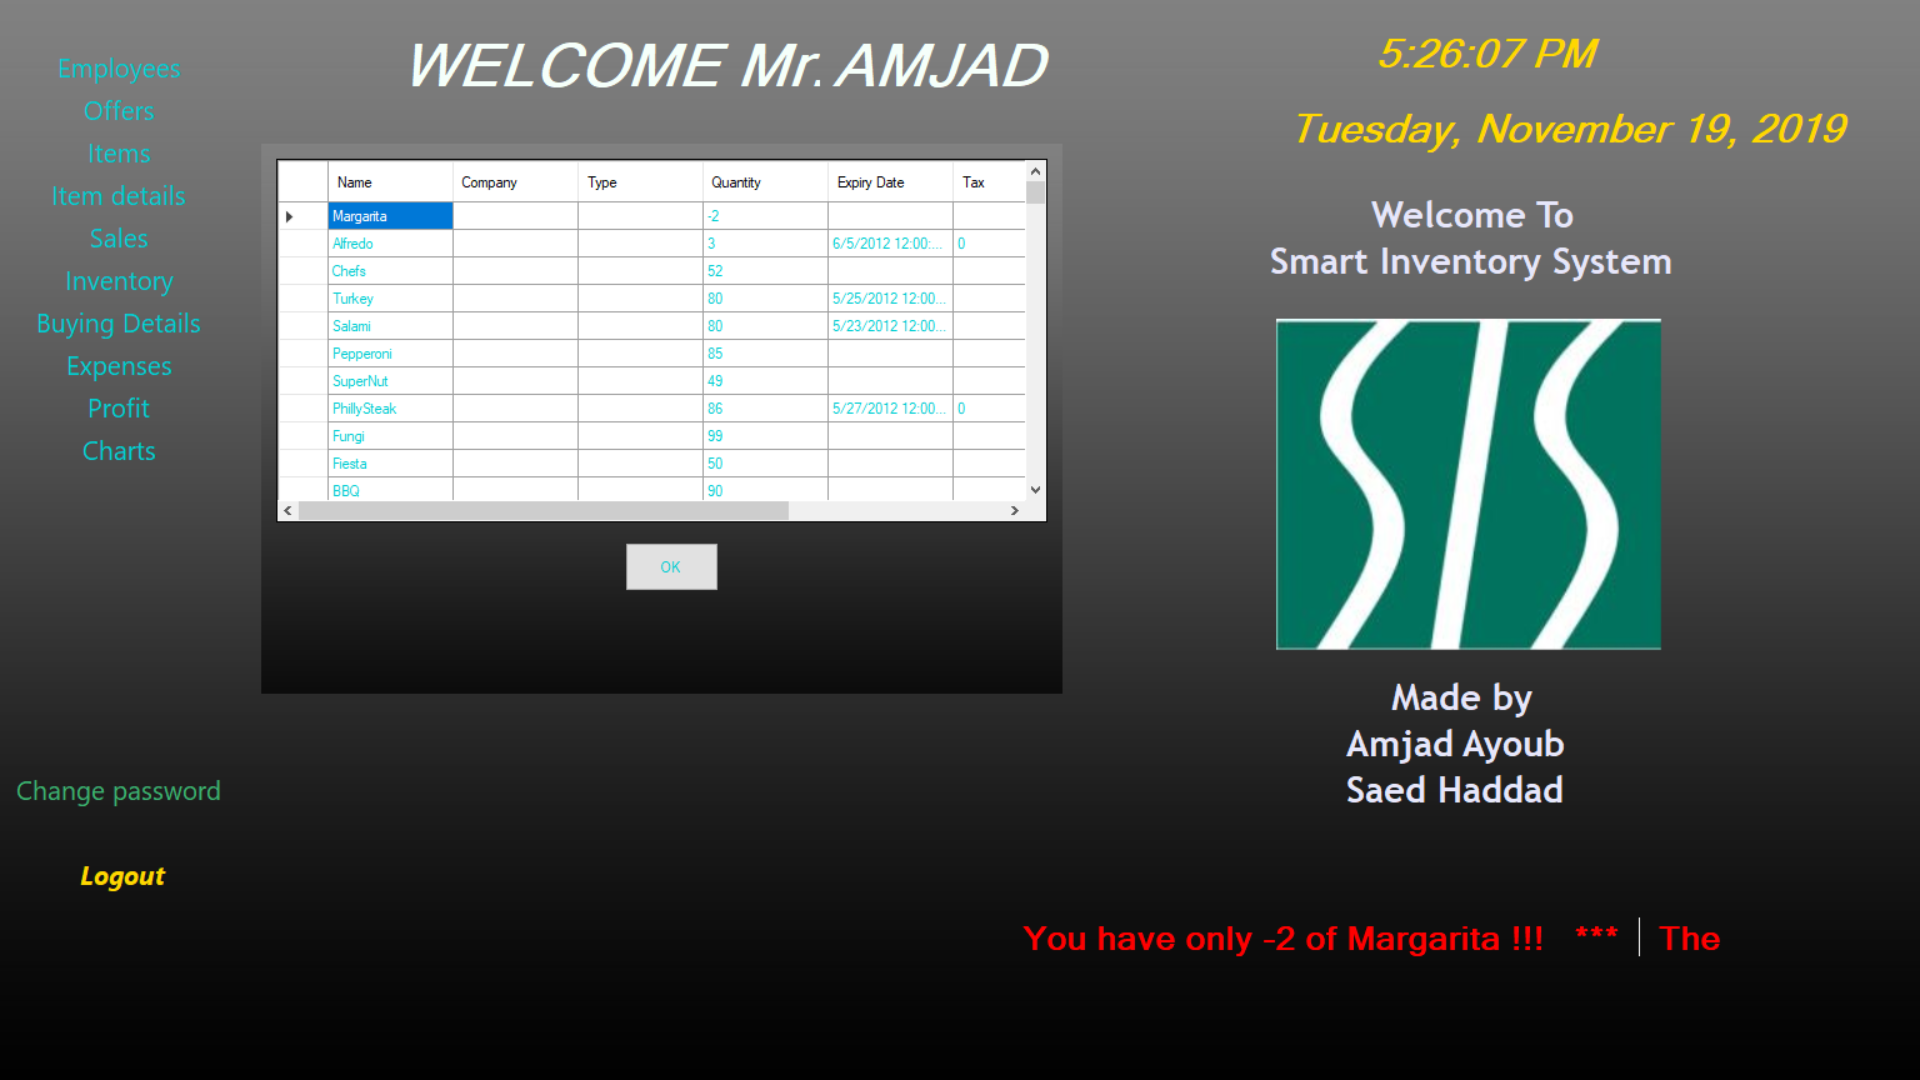 Employees
Offers
Items
Item details
Sales
Inventory
Buying Details
Expenses
Profit
Charts
Change password
Logout
WELCOME Mr. AMJAD
Name Company Type Quantity Expiry Date Tax
Margarita -2
Alfredo 3 6/5/2012 12:00:... 0
Chefs 52
Turkey 80 5/25/2012 12:00...
Salami 80 5/23/2012 12:00...
Pepperoni 85
SuperNut 49
PhillySteak 86 5/27/2012 12:00... 0
Fungi 99
Fiesta 50
BBQ 90
OK
5:26:07 PM
Tuesday, November 19, 2019
Welcome To
Smart Inventory System
SIS
Made by
Amjad Ayoub
Saed Haddad
You have only -2 of Margarita !!! *** | The